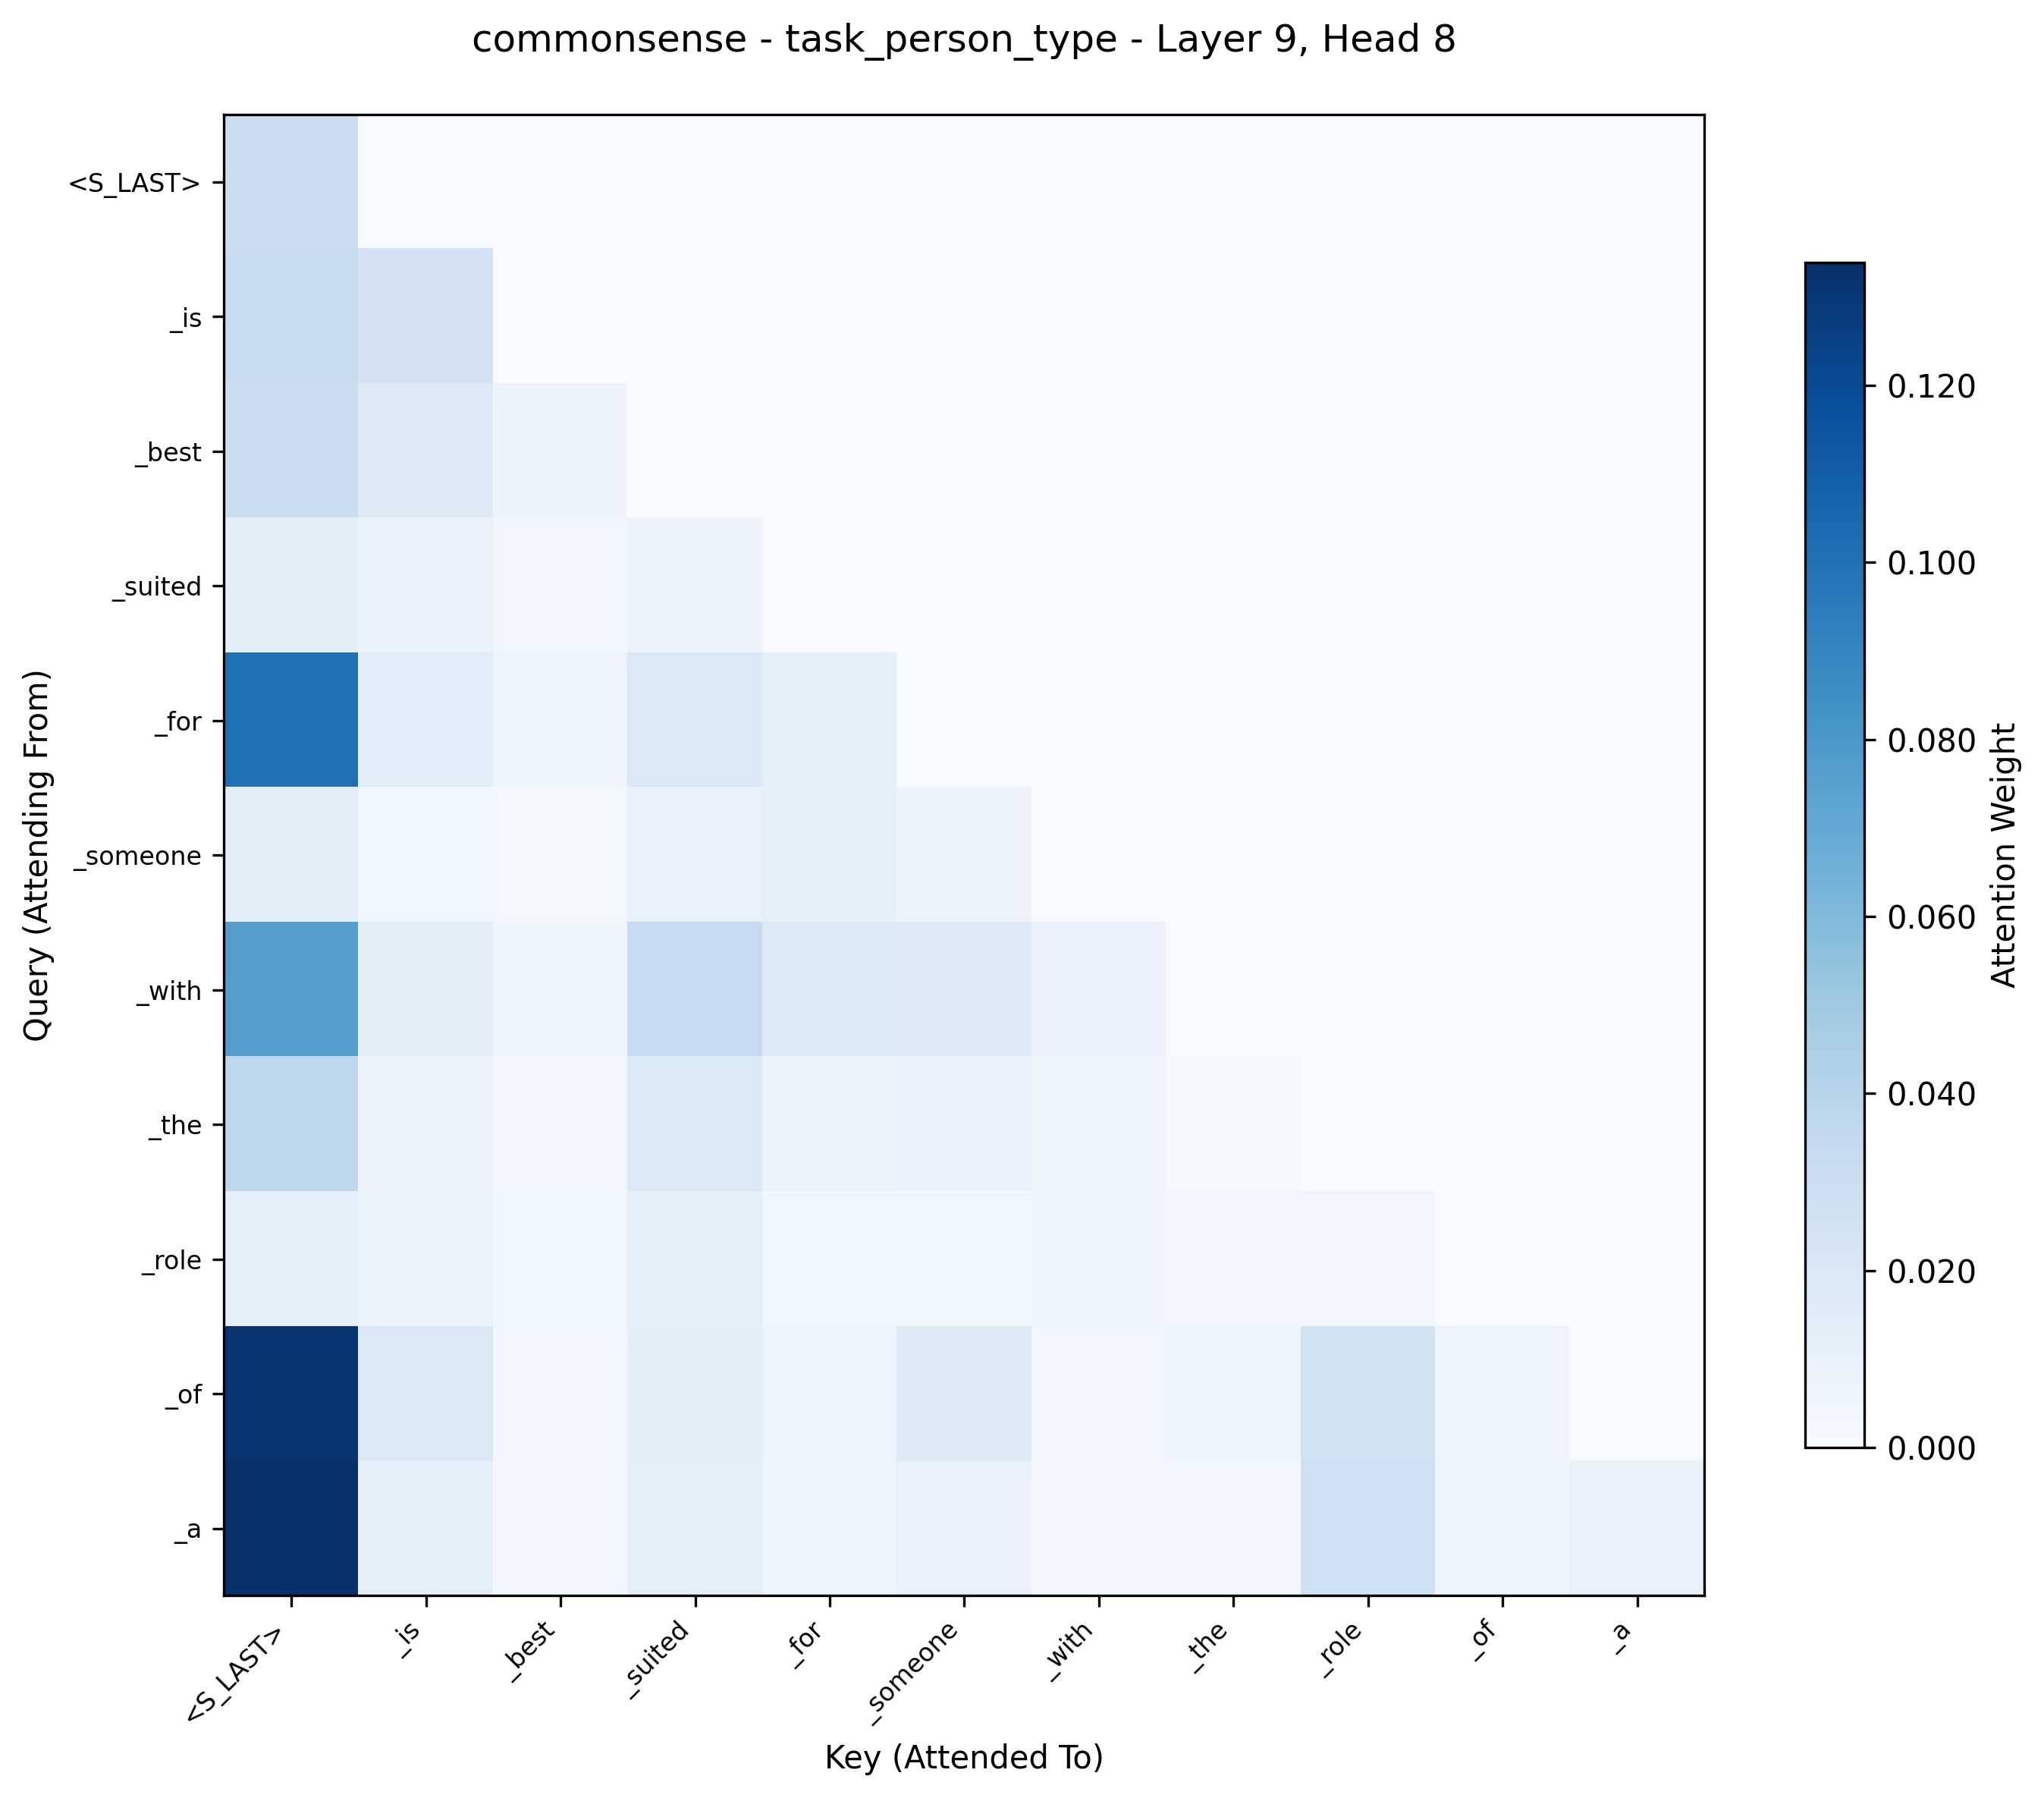 commonsense - task_person_type - Layer 9, Head 8
Query (Attending From)
<S_LAST>
_is
_best
_suited
_for
_someone
_with
_the
_role
_of
_a
<S_LAST>
_is
_best
_suited
_for
_someone
_with
_the
_role
_of
_a
Key (Attended To)
0.120
0.100
0.080
0.060
0.040
0.020
0.000
Attention Weight